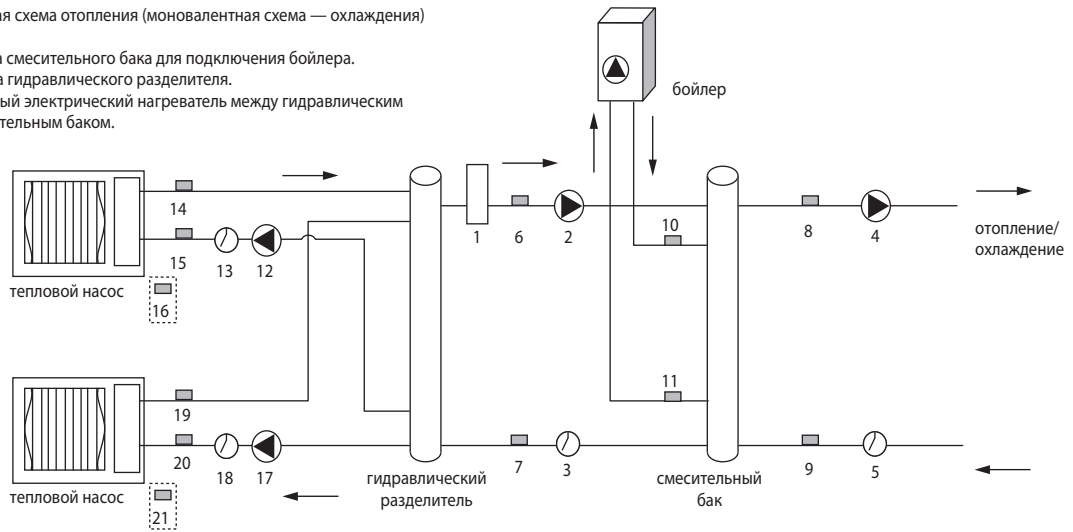 ая схема отопления (моновалентная схема — охлаждения)
а смесительного бака для подключения бойлера.
а гидравлического разделителя.
ный электрический нагреватель между гидравлическим
тельным баком.
бойлер
14
15
13
12
тепловой насос
16
1
6
2
10
8
4
отопление/
охлаждение
11
19
20
18
17
тепловой насос
21
гидравлический
разделитель
7
3
смесительный
бак
9
5